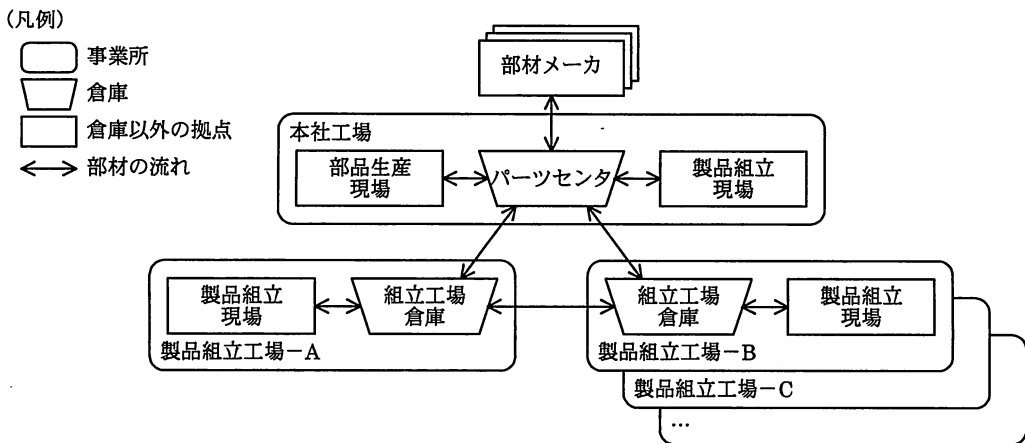 (凡例)
事業所
倉庫
倉庫以外の拠点
部材の流れ
部材メーカ
本社工場
部品生産
現場
パーツセンタ
製品組立
現場
製品組立
現場
組立工場
倉庫
製品組立工場-A
組立工場
倉庫
製品組立
現場
製品組立工場-B
製品組立工場-C
…